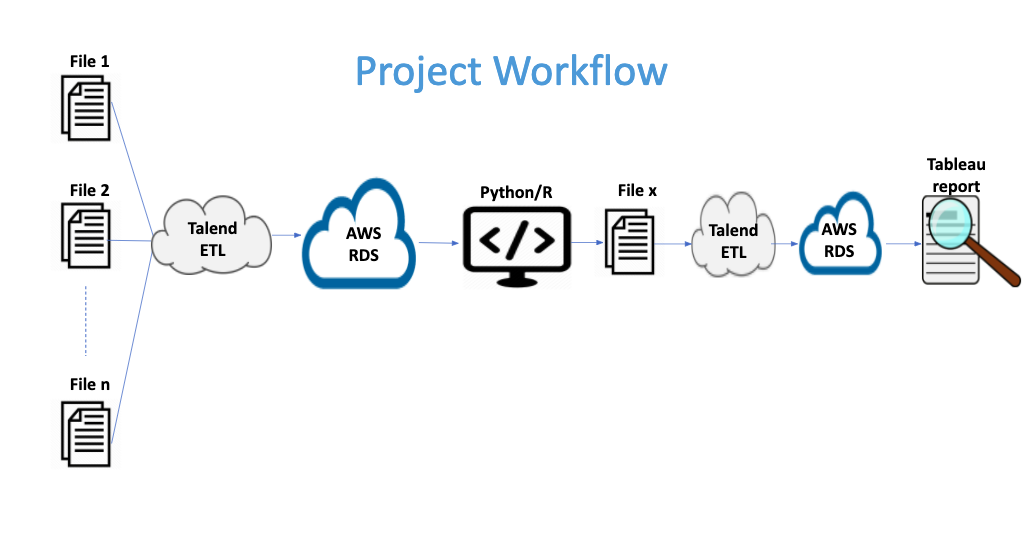 Project Workflow
File 1
File 2
File n
Talend
ETL
AWS
RDS
Python/R
</>
File x
Talend
ETL
AWS
RDS
Tableau
report